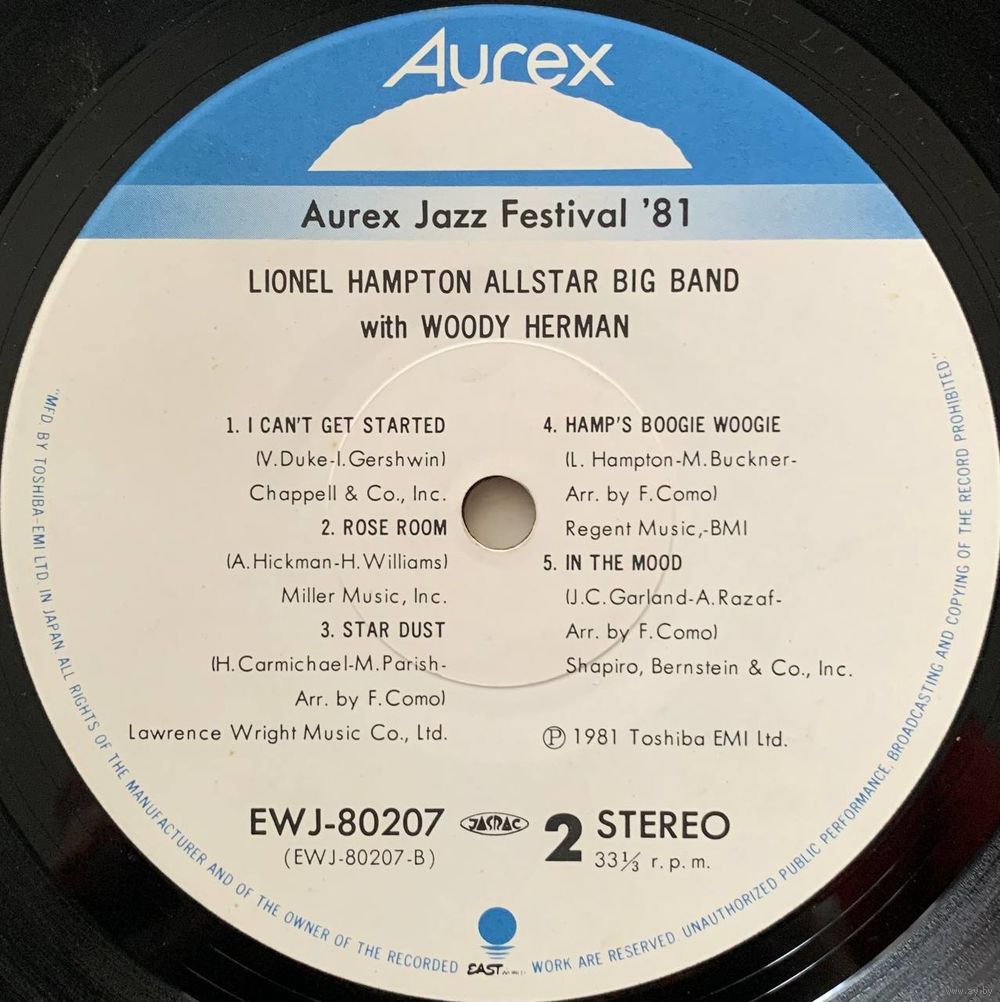 Aurex
Aurex Jazz Festival '81
LIONEL HAMPTON ALLSTAR BIG BAND
with WOODY HERMAN
1. I CAN'T GET STARTED
(V.Duke-I.Gershwin)
Chappell & Co., Inc.
2. ROSE ROOM
(A.Hickman-H.Williams)
Miller Music, Inc.
3. STAR DUST
(H.Carmichael-M.Parish-
Arr. by F.Como)
Lawrence Wright Music Co., Ltd.
4. HAMP'S BOOGIE WOOGIE
(L. Hampton-M.Buckner-
Arr. by F.Como)
Regent Music,-BMI
5. IN THE MOOD
(J.C.Garland-A.Razaf-
Arr. by F.Como)
Shapiro, Bernstein & Co., Inc.
Ⓟ 1981 Toshiba EMI Ltd.
EWJ-80207 JASRAC 2 STEREO
(EWJ-80207-B) 33⅓ r.p.m.
"MFD. BY TOSHIBA-EMI LTD. IN JAPAN ALL RIGHTS OF THE MANUFACTURER AND OF THE OWNER OF THE RECORDED WORK ARE RESERVED UNAUTHORIZED PUBLIC PERFORMANCE. BROADCASTING AND COPYING OF THE RECORD PROHIBITED."
EAST
www.ay.by